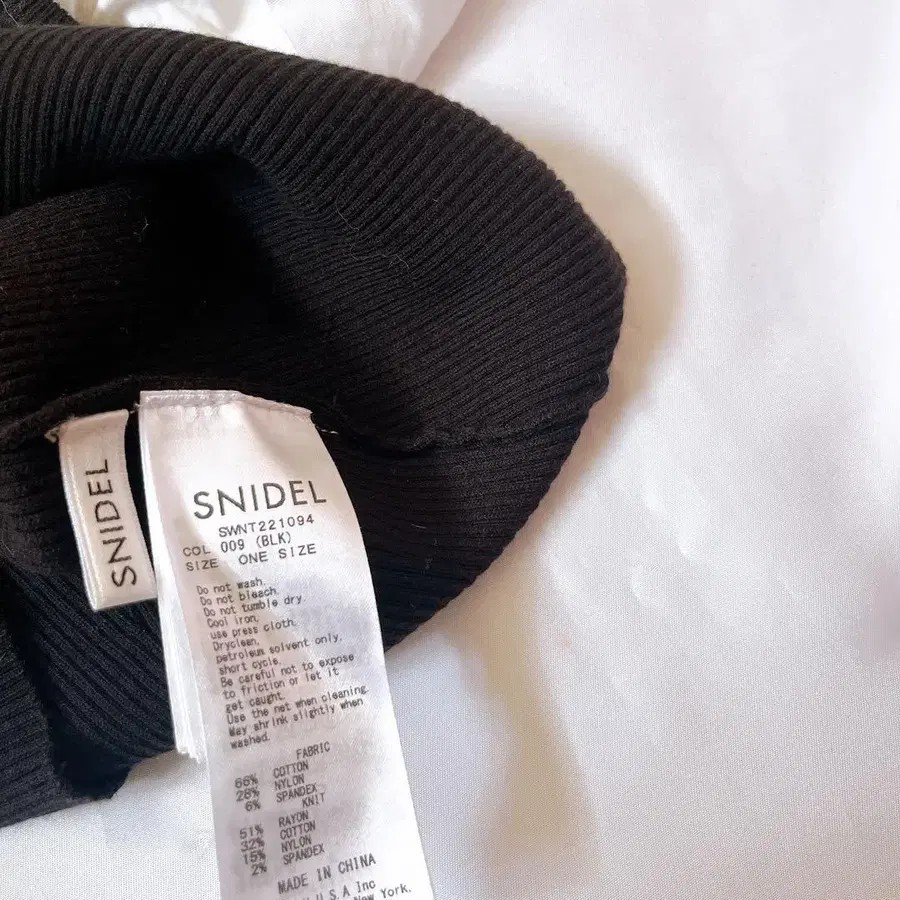 SNIDEL
SNIDEL
SWNT221094
COL 009 (BLK)
SIZE ONE SIZE
Do not wash.
Do not bleach.
Do not tumble dry.
Cool iron.
use press cloth.
Dryclean,
petroleum solvent only,
short cycle.
Be careful not to expose
to friction or let it
get caught.
Use the net when cleaning.
May shrink slightly when
washed.
FABRIC
66% COTTON
28% NYLON
6% SPANDEX
KNIT
51% RAYON
32% COTTON
15% NYLON
2% SPANDEX
MADE IN CHINA
U.S.A Inc
New York.